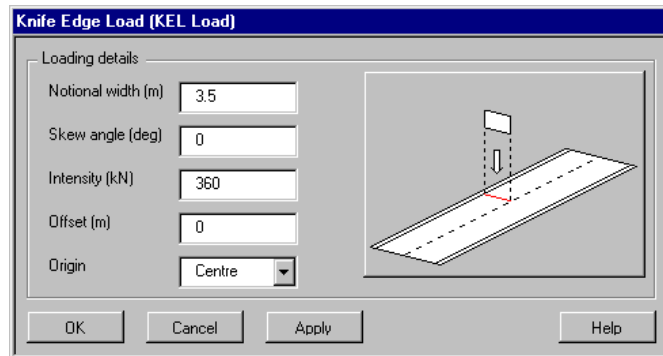 Knife Edge Load (KEL Load)
Loading details
Notional width (m) 3.5
Skew angle (deg) 0
Intensity (kN) 360
Offset (m) 0
Origin Centre
OK Cancel Apply Help